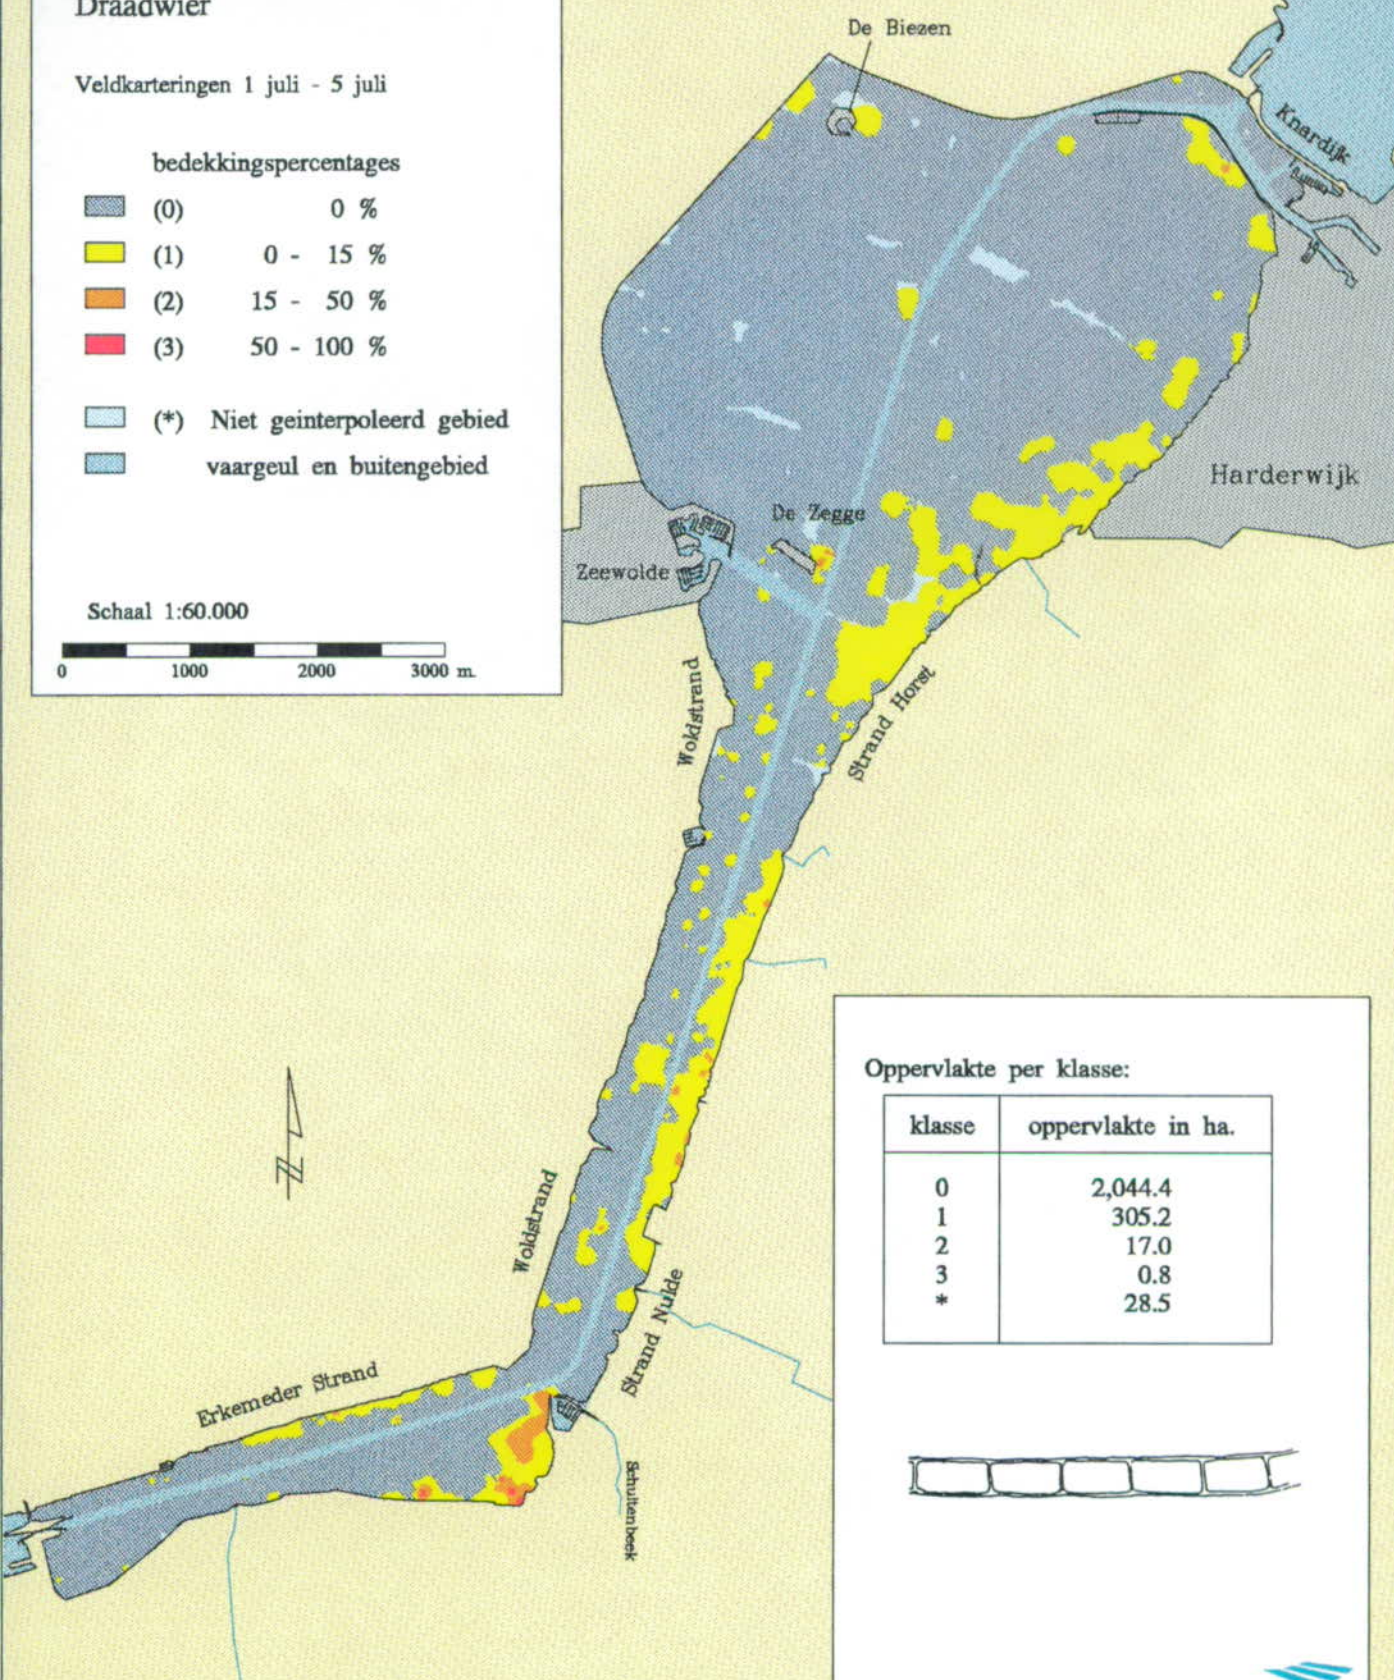 Draadwier
Veldkarteringen 1 juli - 5 juli
bedekkingspercentages
(0) 0 %
(1) 0 - 15 %
(2) 15 - 50 %
(3) 50 - 100 %
(*) Niet geinterpoleerd gebied
vaargeul en buitengebied
Schaal 1:60.000
0 1000 2000 3000 m.
De Biezen
Knardijk
Harderwijk
De Zegge
Zeewolde
Woldstrand
Strand Horst
Woldstrand
Strand Nulde
Erkemeder Strand
Schuitenbeek
Oppervlakte per klasse:
klasse oppervlakte in ha.
0 2,044.4
1 305.2
2 17.0
3 0.8
* 28.5